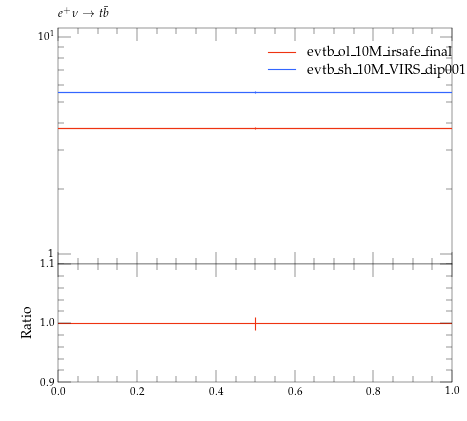 e⁺ν → tb̄
10¹
evtb_ol_10M_irsafe_final
evtb_sh_10M_VIRS_dip001
1
1.1
1.0
0.9
Ratio
0.0 0.2 0.4 0.6 0.8 1.0